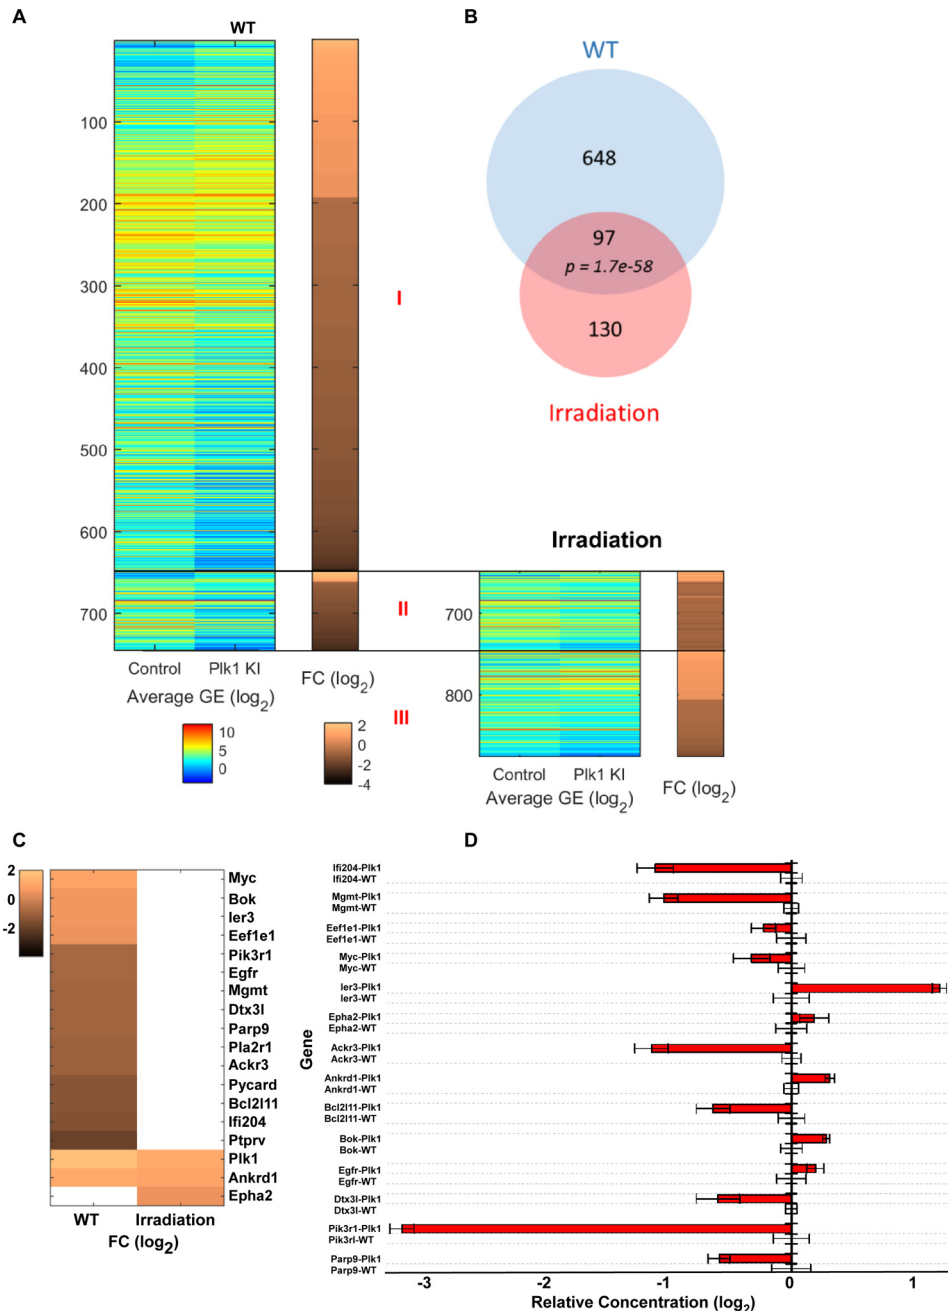 A
WT
100
200
300
400
500
600
700
Control Plk1 KI
Average GE (log2)
FC (log2)
10
5
0
2
0
-2
-4
I
II
III
B
WT
648
97
p = 1.7e-58
130
Irradiation
Irradiation
700
800
Control Plk1 KI
Average GE (log2)
FC (log2)
C
2
0
-2
Myc
Bok
Ier3
Eef1e1
Pik3r1
Egfr
Mgmt
Dtx3l
Parp9
Pla2r1
Ackr3
Pycard
Bcl2l11
Ifi204
Ptprv
Plk1
Ankrd1
Epha2
WT Irradiation
FC (log2)
D
Gene
Ifi204-Plk1
Ifi204-WT
Mgmt-Plk1
Mgmt-WT
Eef1e1-Plk1
Eef1e1-WT
Myc-Plk1
Myc-WT
Ier3-Plk1
Ier3-WT
Epha2-Plk1
Epha2-WT
Ackr3-Plk1
Ackr3-WT
Ankrd1-Plk1
Ankrd1-WT
Bcl2l11-Plk1
Bcl2l11-WT
Bok-Plk1
Bok-WT
Egfr-Plk1
Egfr-WT
Dtx3l-Plk1
Dtx3l-WT
Pik3r1-Plk1
Pik3rl-WT
Parp9-Plk1
Parp9-WT
-3 -2 -1 0 1
Relative Concentration (log2)